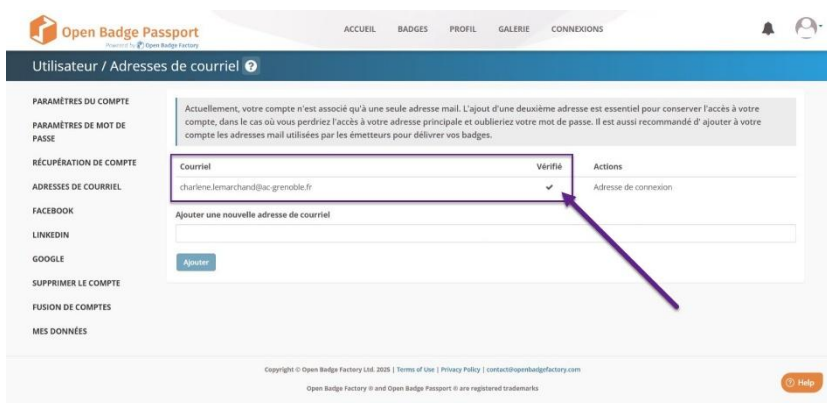 Open Badge Passport
Powered by Open Badge Factory
ACCUEIL BADGES PROFIL GALERIE CONNEXIONS
Utilisateur / Adresses de courriel ?
PARAMÈTRES DU COMPTE
PARAMÈTRES DE MOT DE
PASSE
RÉCUPÉRATION DE COMPTE
ADRESSES DE COURRIEL
FACEBOOK
LINKEDIN
GOOGLE
SUPPRIMER LE COMPTE
FUSION DE COMPTES
MES DONNÉES
Actuellement, votre compte n'est associé qu'à une seule adresse mail. L'ajout d'une deuxième adresse est essentiel pour conserver l'accès à votre
compte, dans le cas où vous perdriez l'accès à votre adresse principale et oublieriez votre mot de passe. Il est aussi recommandé d' ajouter à votre
compte les adresses mail utilisées par les émetteurs pour délivrer vos badges.
Courriel Vérifié Actions
charlene.lemarchand@ac-grenoble.fr Adresse de connexion
Ajouter une nouvelle adresse de courriel
Ajouter
Copyright © Open Badge Factory Ltd. 2025 | Terms of Use | Privacy Policy | contact@openbadgefactory.com
Open Badge Factory ® and Open Badge Passport ® are registered trademarks
? Help